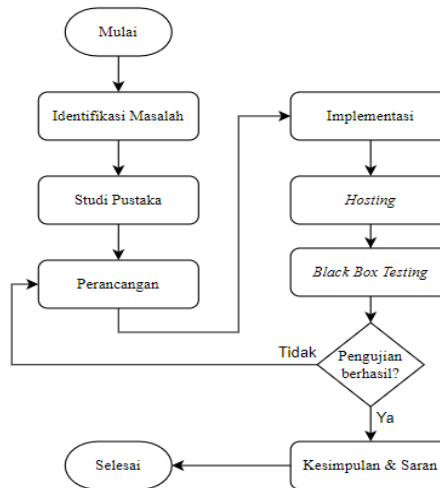 Mulai
Identifikasi Masalah
Studi Pustaka
Perancangan
Implementasi
Hosting
Black Box Testing
Pengujian
berhasil?
Tidak
Ya
Kesimpulan & Saran
Selesai